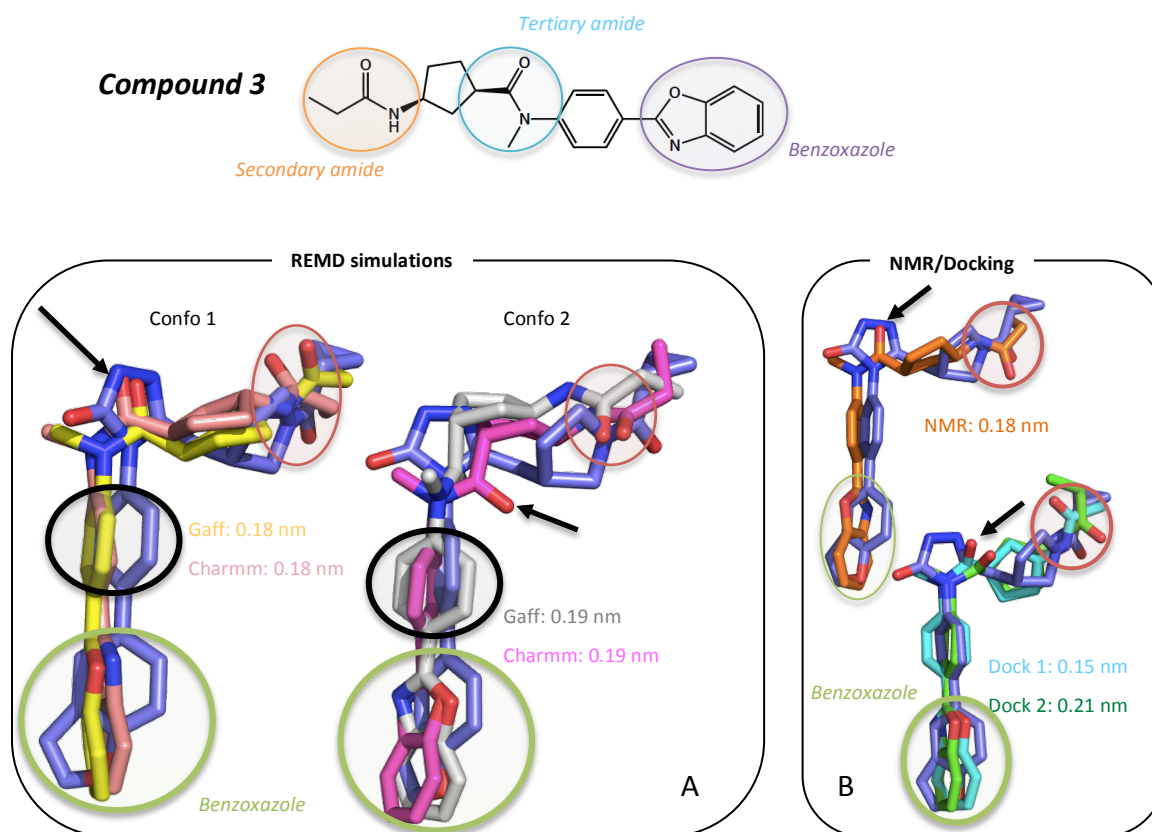 Tertiary amide
Compound 3
O
O
O
N
H
N
N
Benzoxazole
Secondary amide
REMD simulations
Confo 1
Confo 2
Gaff: 0.18 nm
Charmm: 0.18 nm
Gaff: 0.19 nm
Charmm: 0.19 nm
Benzoxazole
A
NMR/Docking
NMR: 0.18 nm
Benzoxazole
Dock 1: 0.15 nm
Dock 2: 0.21 nm
B